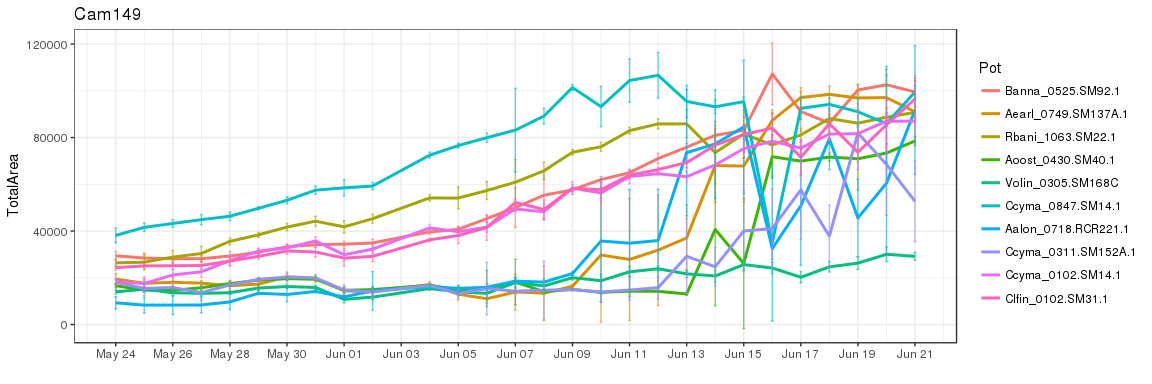 Cam149
TotalArea
120000
80000
40000
0
May 24 May 26 May 28 May 30 Jun 01 Jun 03 Jun 05 Jun 07 Jun 09 Jun 11 Jun 13 Jun 15 Jun 17 Jun 19 Jun 21
Pot
Banna_0525.SM92.1
Aearl_0749.SM137A.1
Rbani_1063.SM22.1
Aoost_0430.SM40.1
Volin_0305.SM168C
Ccyma_0847.SM14.1
Aalon_0718.RCR221.1
Ccyma_0311.SM152A.1
Ccyma_0102.SM14.1
Clfin_0102.SM31.1